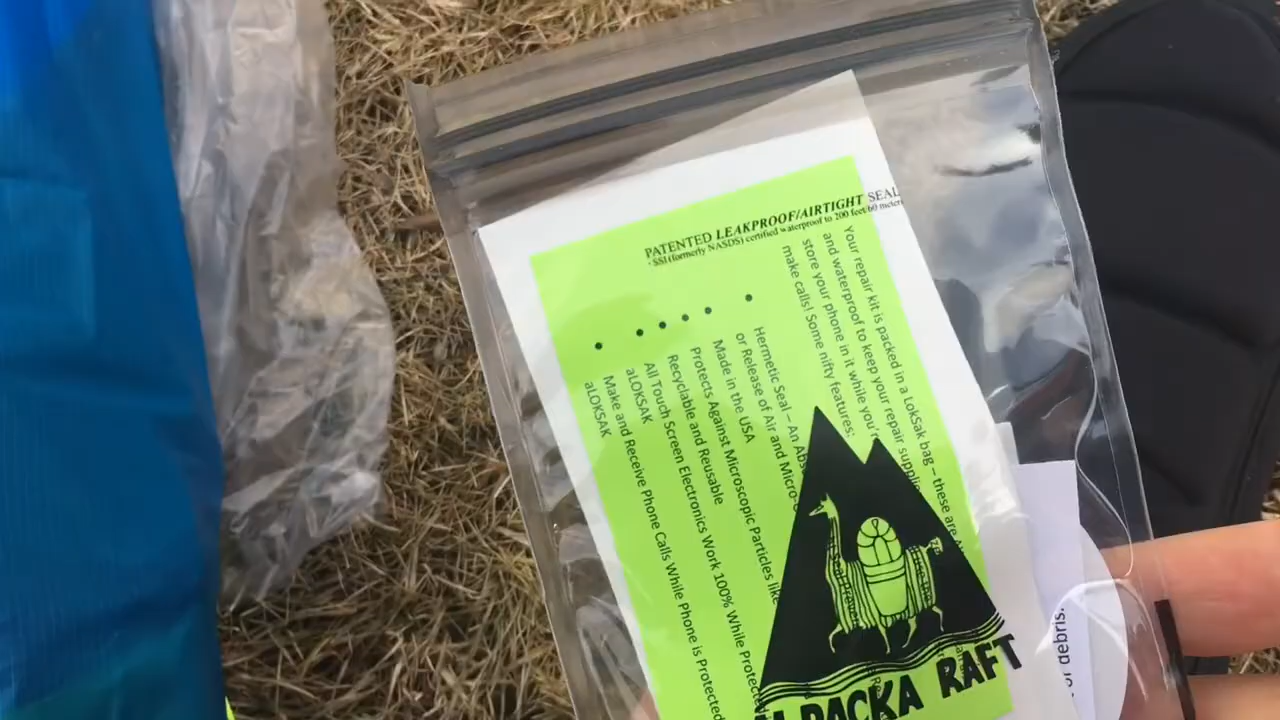 PATENTED LEAKPROOF/AIRTIGHT SEAL
- SSI (formerly NASDS) certified waterproof to 200 feet/60 meters
Your repair kit is packed in a LokSak bag – these are
and waterproof to keep your repair
store your phone in it while you'r
make calls! Some nifty features:
• Hermetic Seal – An
or Release of Air and Micro-
• Made in the USA
• Protects Against Microscopic Particles like
• Recyclable and Reusable
• All Touch Screen Electronics Work 100% While Protected
aLOKSAK
• Make and Receive Phone Calls While Phone is Protected
aLOKSAK
ALPACKA RAFT
or debris.